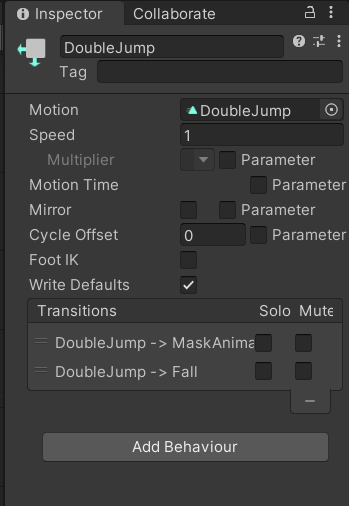 Inspector Collaborate
DoubleJump
Tag
Motion DoubleJump
Speed 1
Multiplier Parameter
Motion Time Parameter
Mirror Parameter
Cycle Offset 0 Parameter
Foot IK
Write Defaults
Transitions Solo Mute
DoubleJump -> MaskAnima
DoubleJump -> Fall
Add Behaviour